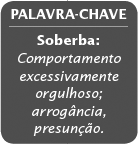 PALAVRA-CHAVE
Soberba:
Comportamento
excessivamente
orgulhoso;
arrogância,
presunção.